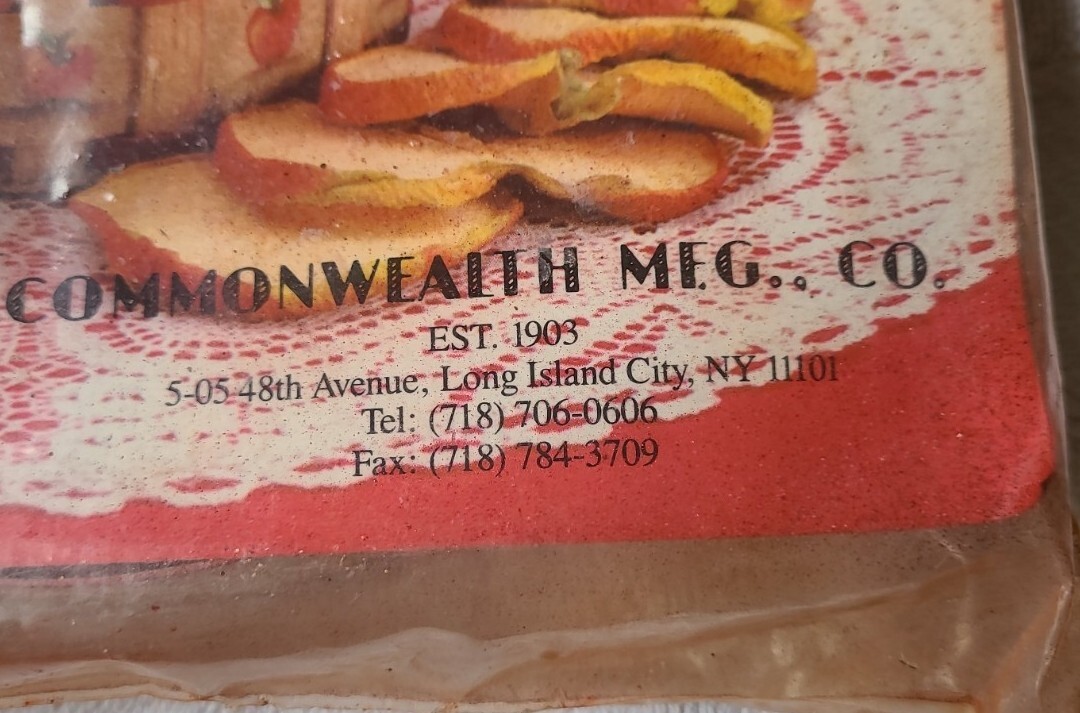 COMMONWEALTH MFG.. CO.
EST. 1903
5-05 48th Avenue, Long Island City, NY 11101
Tel: (718) 706-0606
Fax: (718) 784-3709